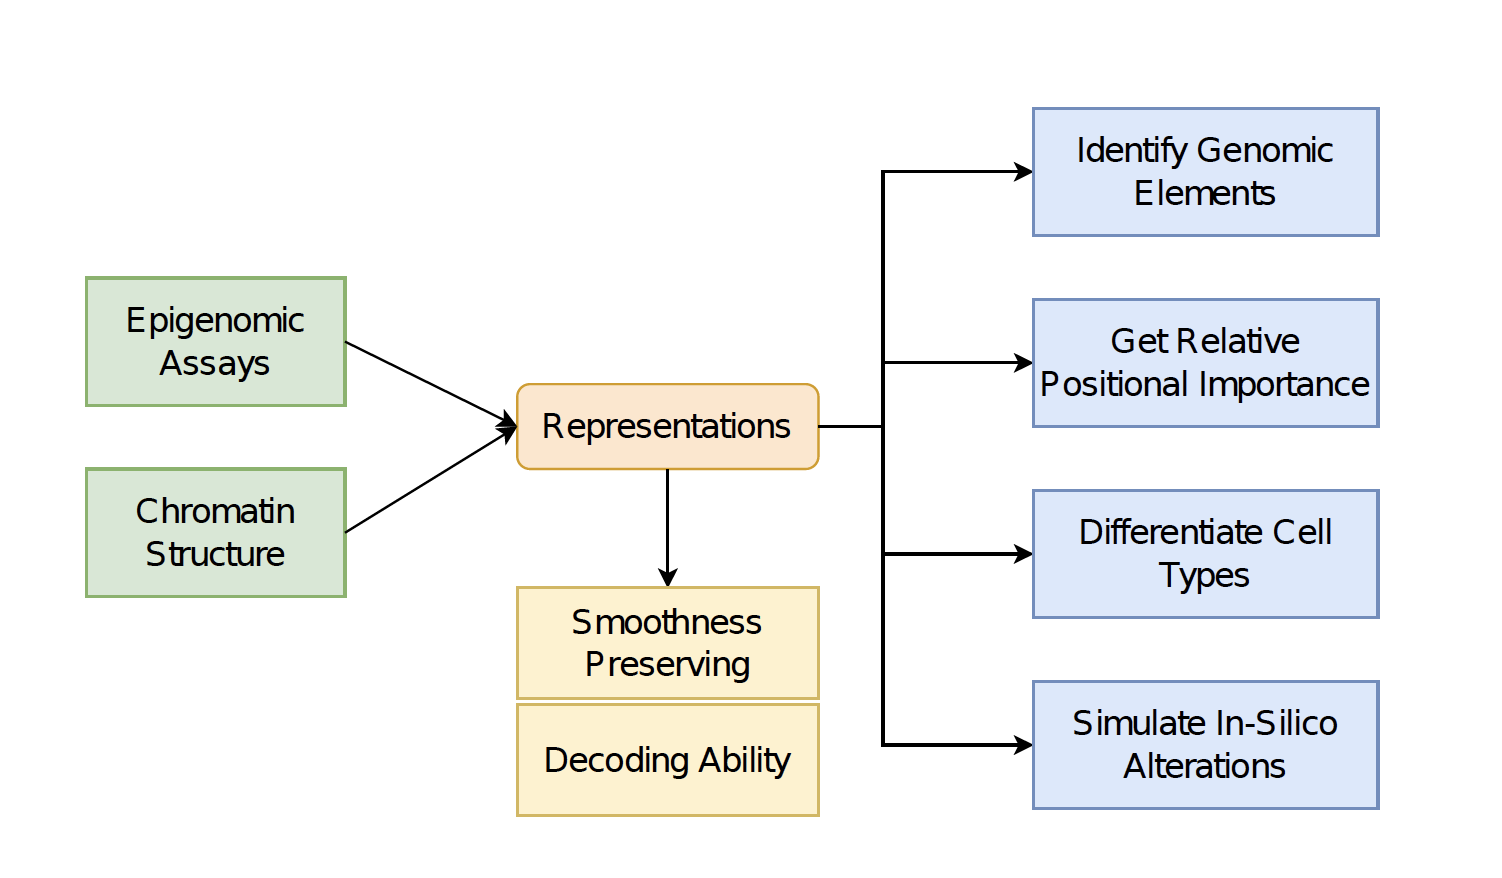 Epigenomic
Assays
Chromatin
Structure
Representations
Smoothness
Preserving
Decoding Ability
Identify Genomic
Elements
Get Relative
Positional Importance
Differentiate Cell
Types
Simulate In-Silico
Alterations